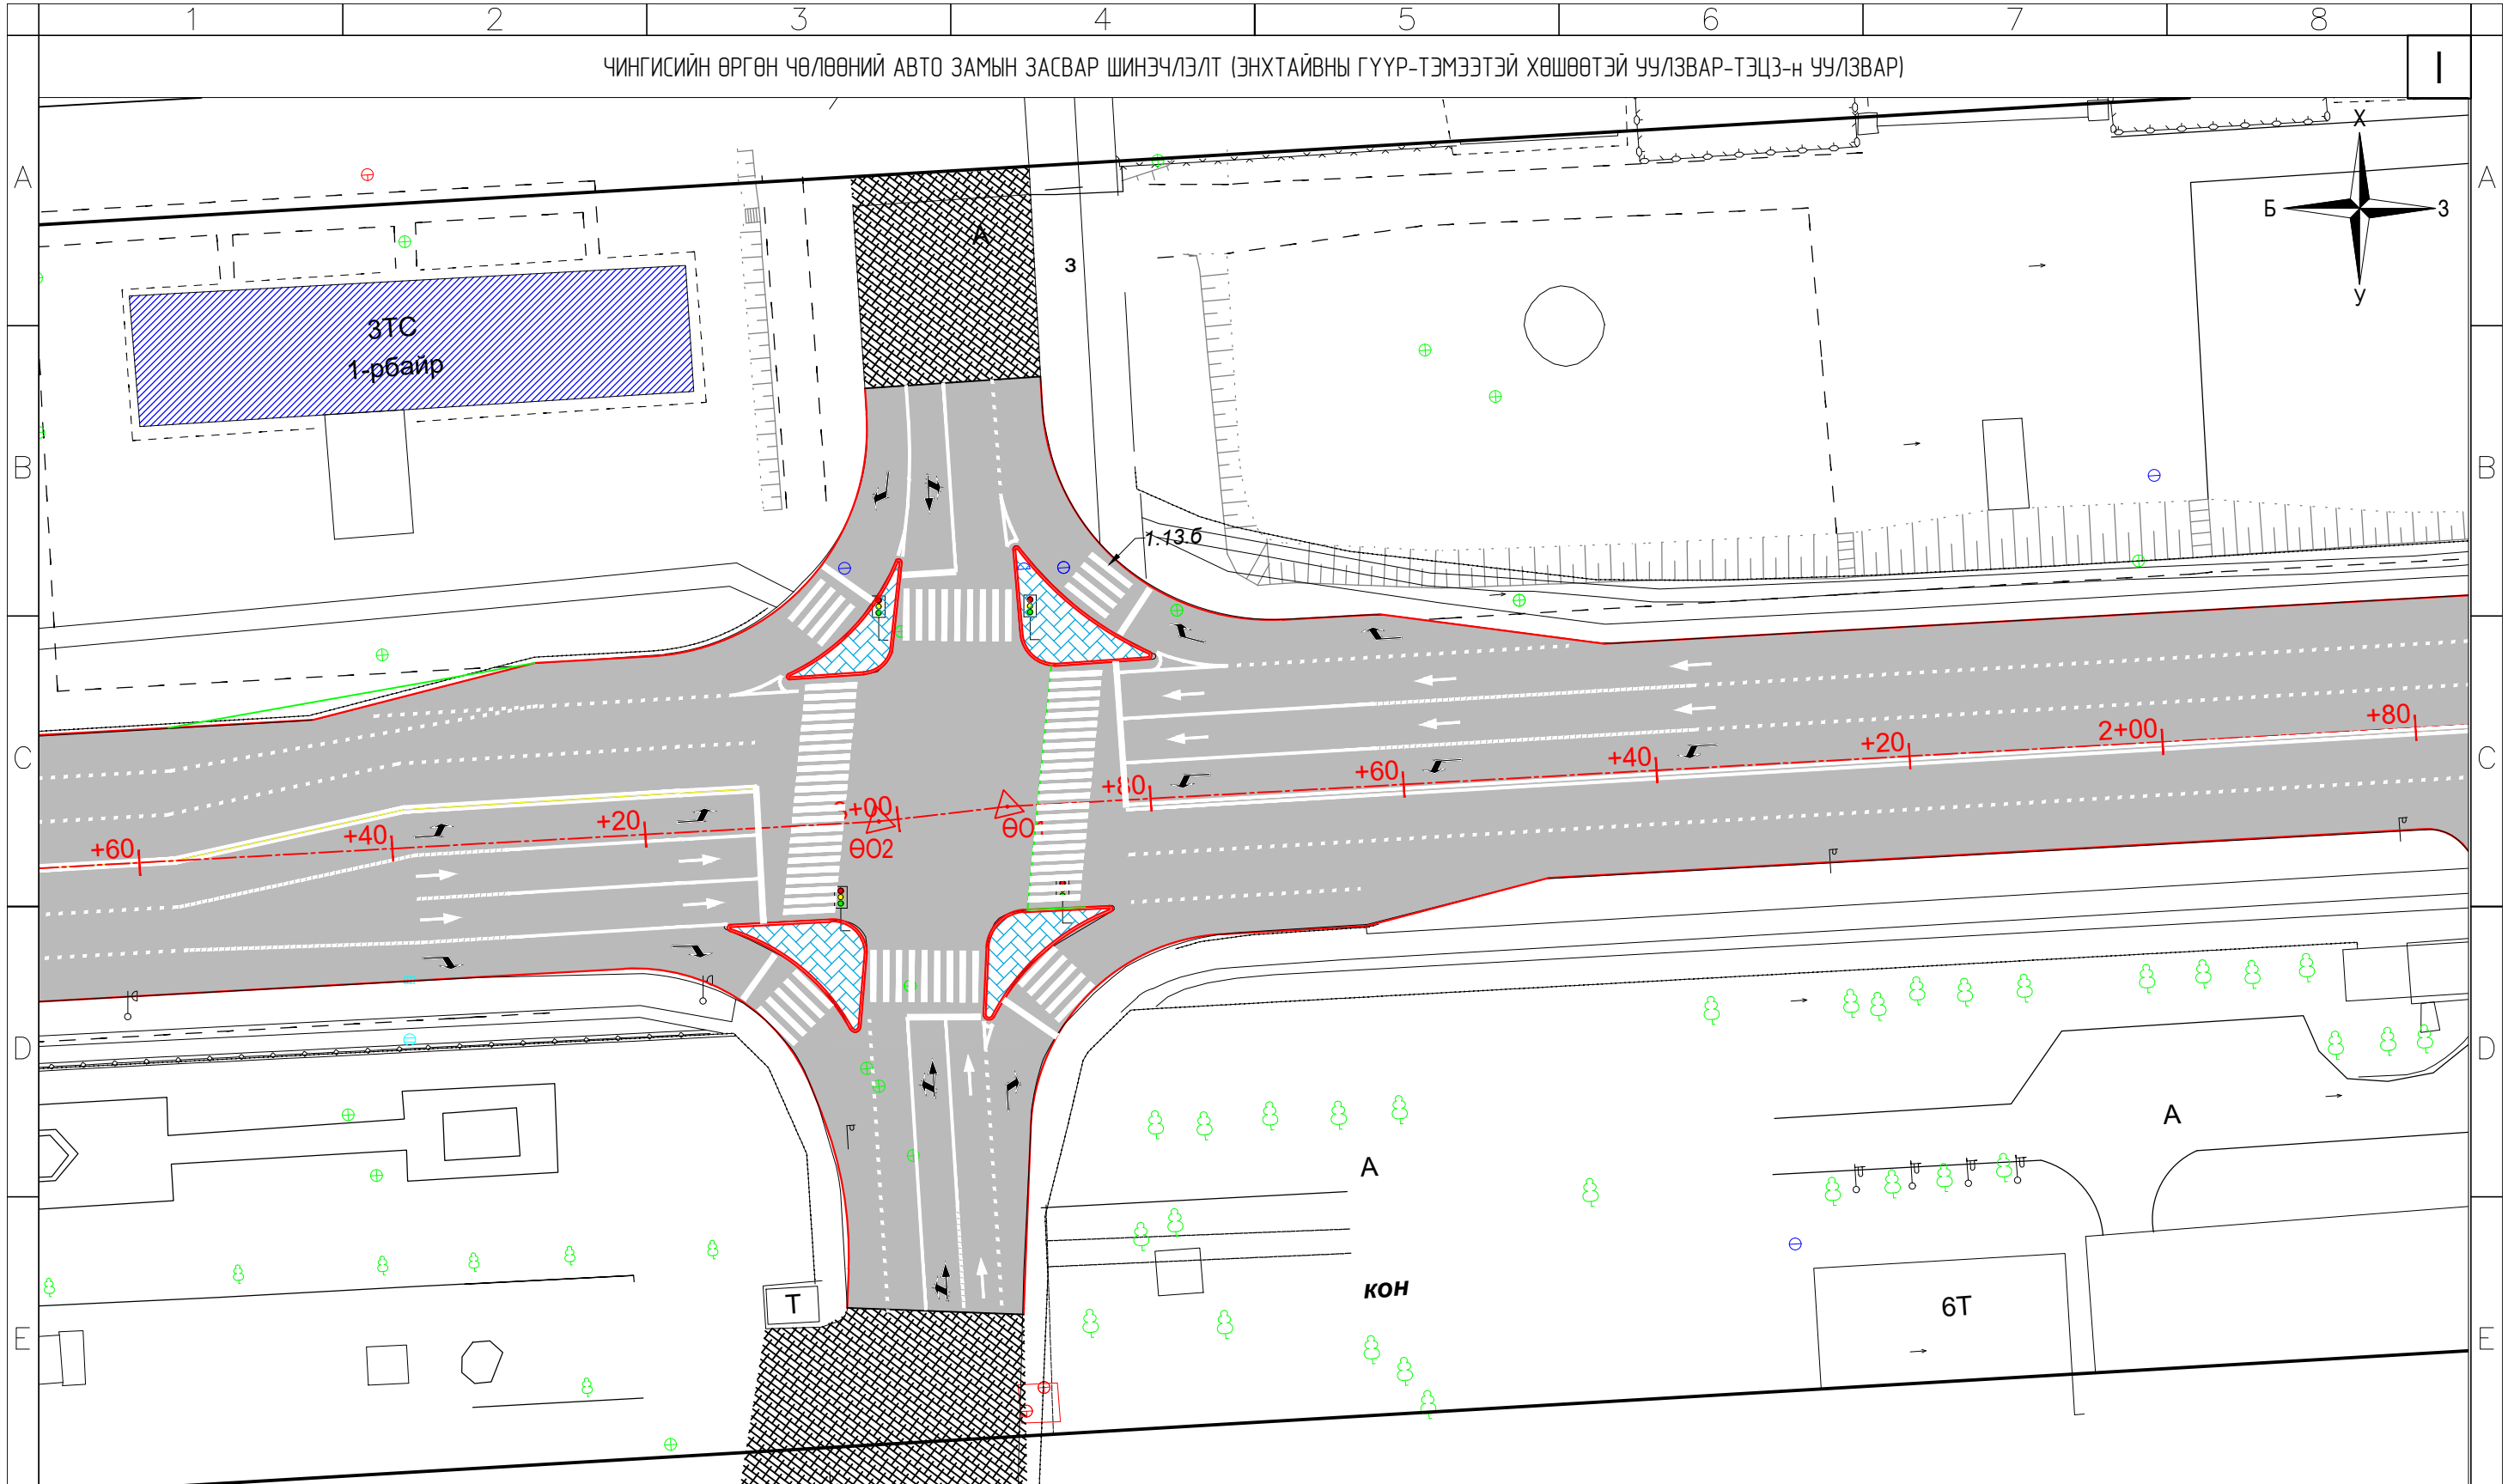 1 2 3 4 5 6 7 8
ЧИНГИСИЙН ӨРГӨН ЧӨЛӨӨНИЙ АВТО ЗАМЫН ЗАСВАР ШИНЭЧЛЭЛТ (ЭНХТАЙВНЫ ГҮҮР-ТЭМЭЭТЭЙ ХӨШӨӨТЭЙ УУЛЗВАР-ТЭЦ3-н УУЛЗВАР)
I
Х
A A
Б З
А
З
У
3ТС
1-рбайр
B B
1.13.б
+80
2+00
+20
+40
C C
+60
+80
+00
+20
+40
+60
ӨО2
D D
А
А
кон
Т
6Т
E E